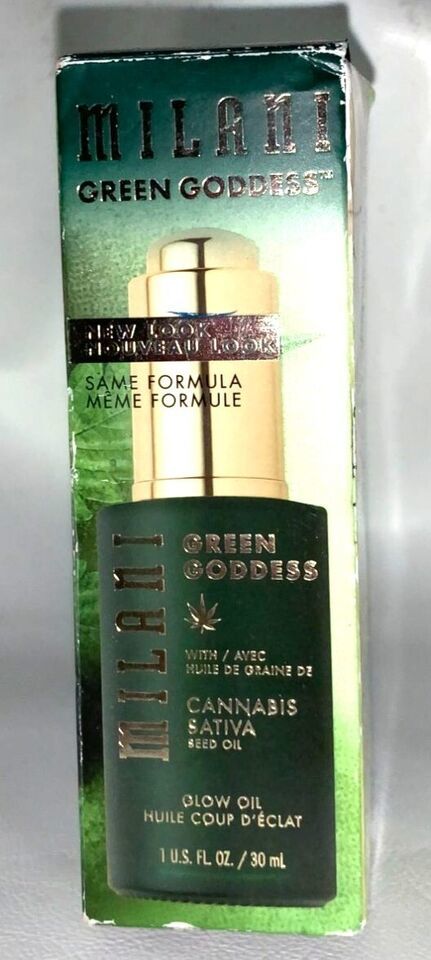 MILANI
GREEN GODDESS™
NEW LOOK
NOUVEAU LOOK
SAME FORMULA
MÊME FORMULE
MILANI
GREEN
GODDESS
WITH / AVEC
HUILE DE GRAINE DE
CANNABIS
SATIVA
SEED OIL
GLOW OIL
HUILE COUP D'ÉCLAT
1 U.S. FL. OZ. / 30 mL